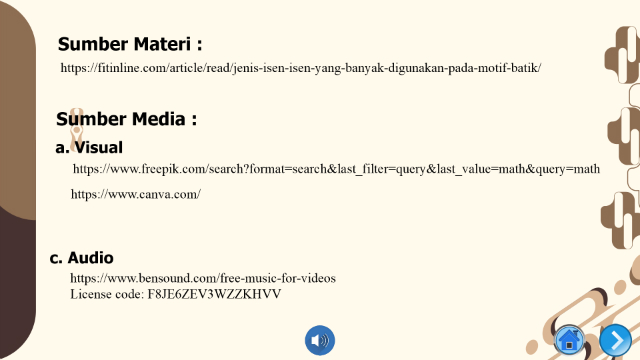 Sumber Materi :
https://fitinline.com/article/read/jenis-isen-isen-yang-banyak-digunakan-pada-motif-batik/
Sumber Media :
a. Visual
https://www.freepik.com/search?format=search&last_filter=query&last_value=math&query=math
https://www.canva.com/
c. Audio
https://www.bensound.com/free-music-for-videos
License code: F8JE6ZEV3WZZKHVV